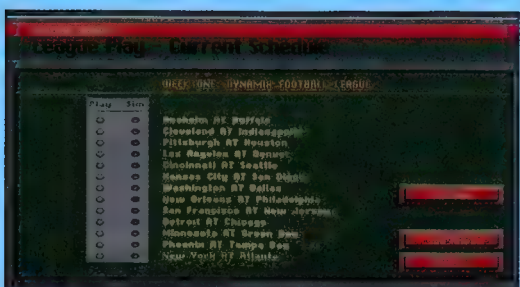 League Play - Current Schedule
WEEK ONE: DYNAMIX FOOTBALL LEAGUE
Play Sim
Anaheim AT Buffalo
Cleveland AT Indianapolis
Pittsburgh AT Houston
Los Angeles AT Denver
Cincinnati AT Seattle
Kansas City AT San Diego
Washington AT Dallas
New Orleans AT Philadelphia
San Francisco AT New Jersey
Detroit AT Chicago
Minnesota AT Green Bay
Phoenix AT Tampa Bay
New York AT Atlanta